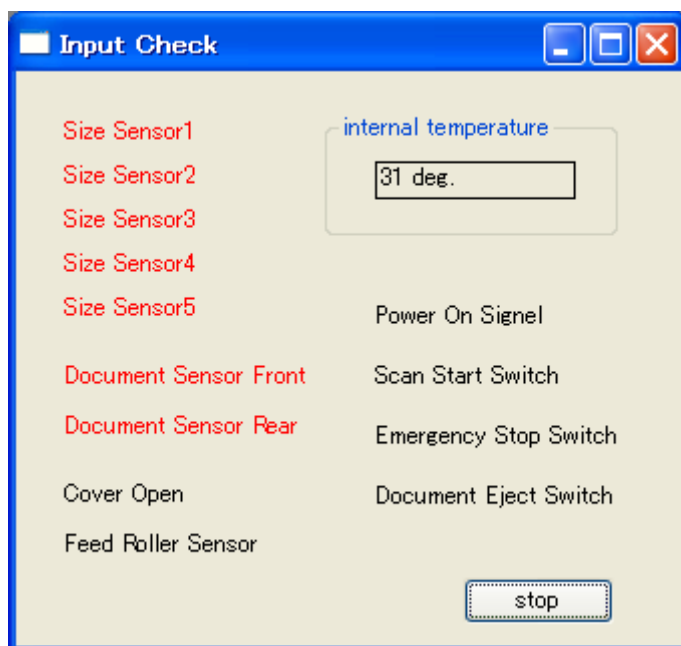 Input Check
Size Sensor1
Size Sensor2
Size Sensor3
Size Sensor4
Size Sensor5
Document Sensor Front
Document Sensor Rear
Cover Open
Feed Roller Sensor
internal temperature
31 deg.
Power On Signel
Scan Start Switch
Emergency Stop Switch
Document Eject Switch
stop